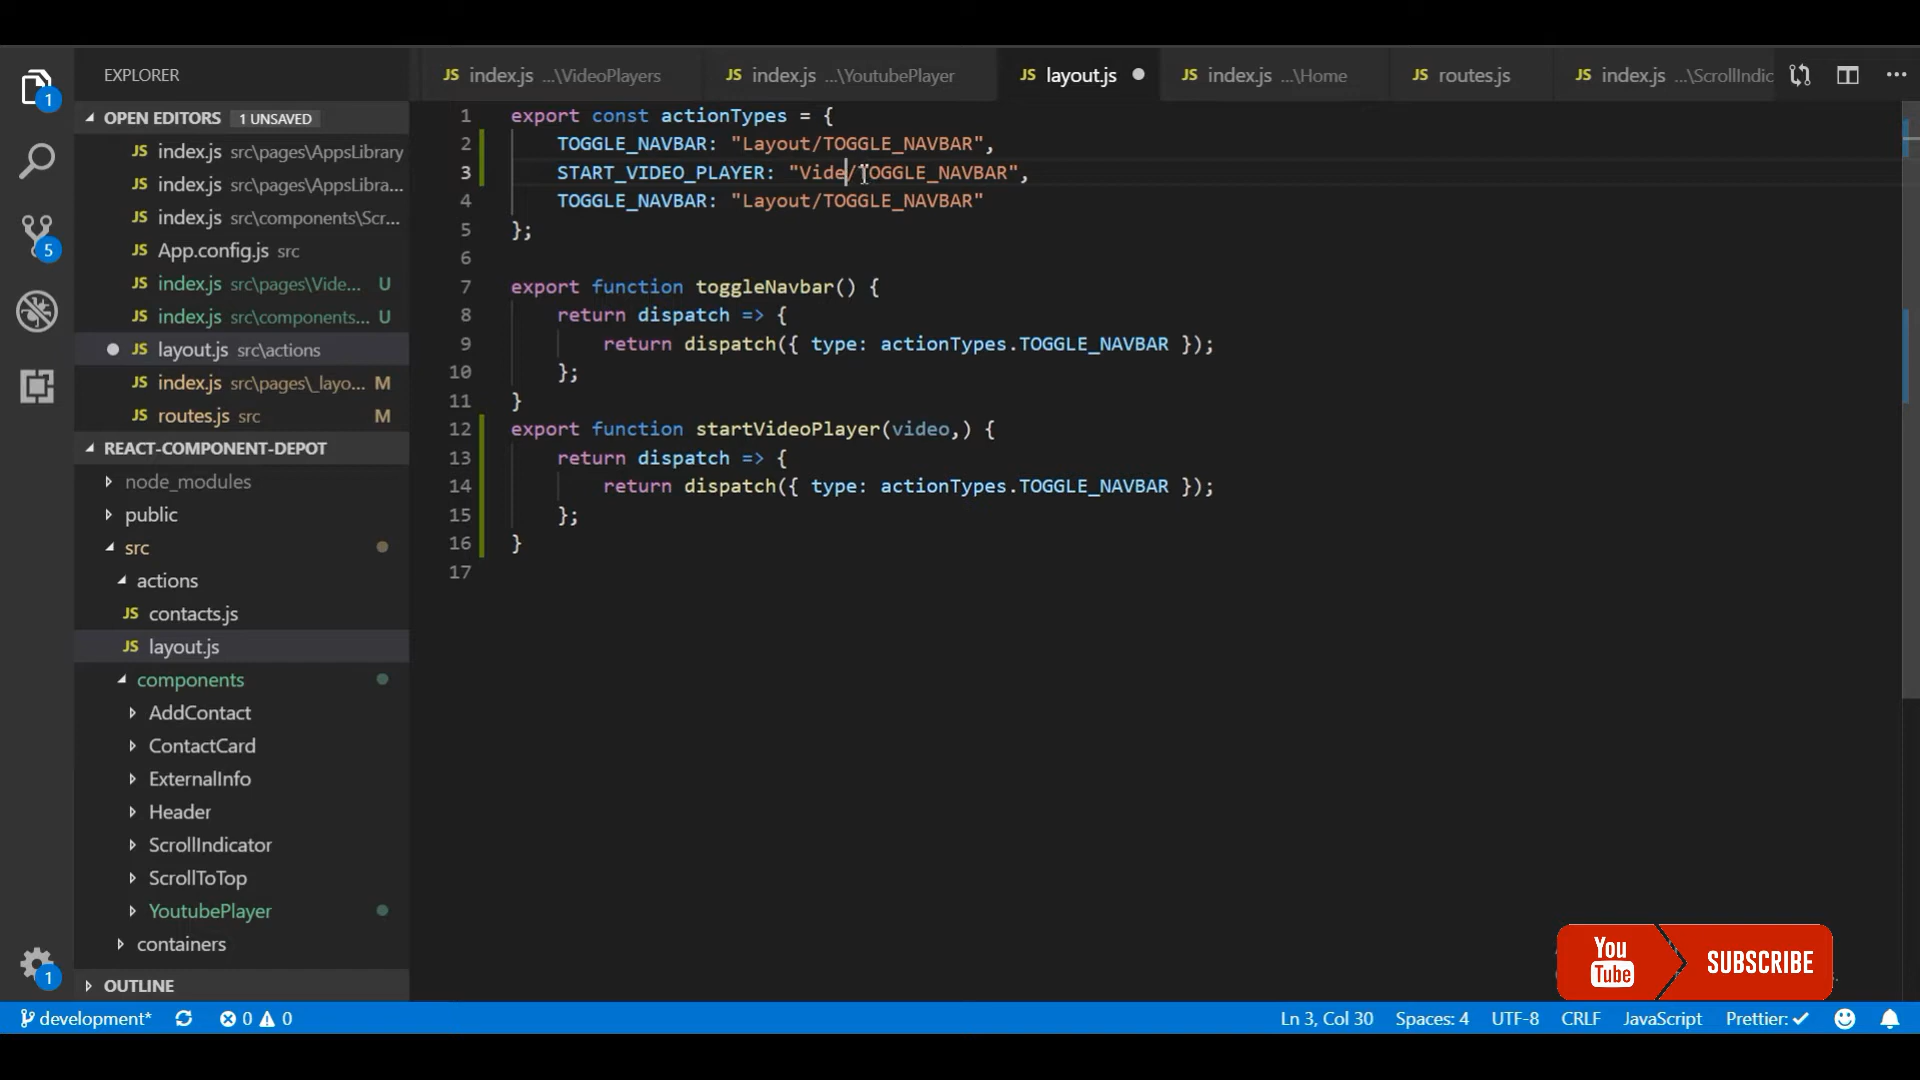 EXPLORER
index.js ...\VideoPlayers
index.js ...\YoutubePlayer
layout.js
index.js ...\Home
routes.js
index.js ...\ScrollIndic
OPEN EDITORS 1 UNSAVED
JS index.js src\pages\AppsLibrary
JS index.js src\pages\AppsLibrary
JS index.js src\components\Scr...
JS App.config.js src
JS index.js src\pages\Vide... U
JS index.js src\components... U
JS layout.js src\actions
JS index.js src\pages\_layo... M
JS routes.js src M
REACT-COMPONENT-DEPOT
node_modules
public
src
actions
JS contacts.js
JS layout.js
components
AddContact
ContactCard
ExternalInfo
Header
ScrollIndicator
ScrollToTop
YoutubePlayer
containers
OUTLINE
1 export const actionTypes = {
2 TOGGLE_NAVBAR: "Layout/TOGGLE_NAVBAR",
3 START_VIDEO_PLAYER: "Vide/TOGGLE_NAVBAR",
4 TOGGLE_NAVBAR: "Layout/TOGGLE_NAVBAR"
5 };
6
7 export function toggleNavbar() {
8 return dispatch => {
9 return dispatch({ type: actionTypes.TOGGLE_NAVBAR });
10 };
11 }
12 export function startVideoPlayer(video,) {
13 return dispatch => {
14 return dispatch({ type: actionTypes.TOGGLE_NAVBAR });
15 };
16 }
17
1
5
1
You Tube SUBSCRIBE
development* 0 0 Ln 3, Col 30 Spaces: 4 UTF-8 CRLF JavaScript Prettier: ✓